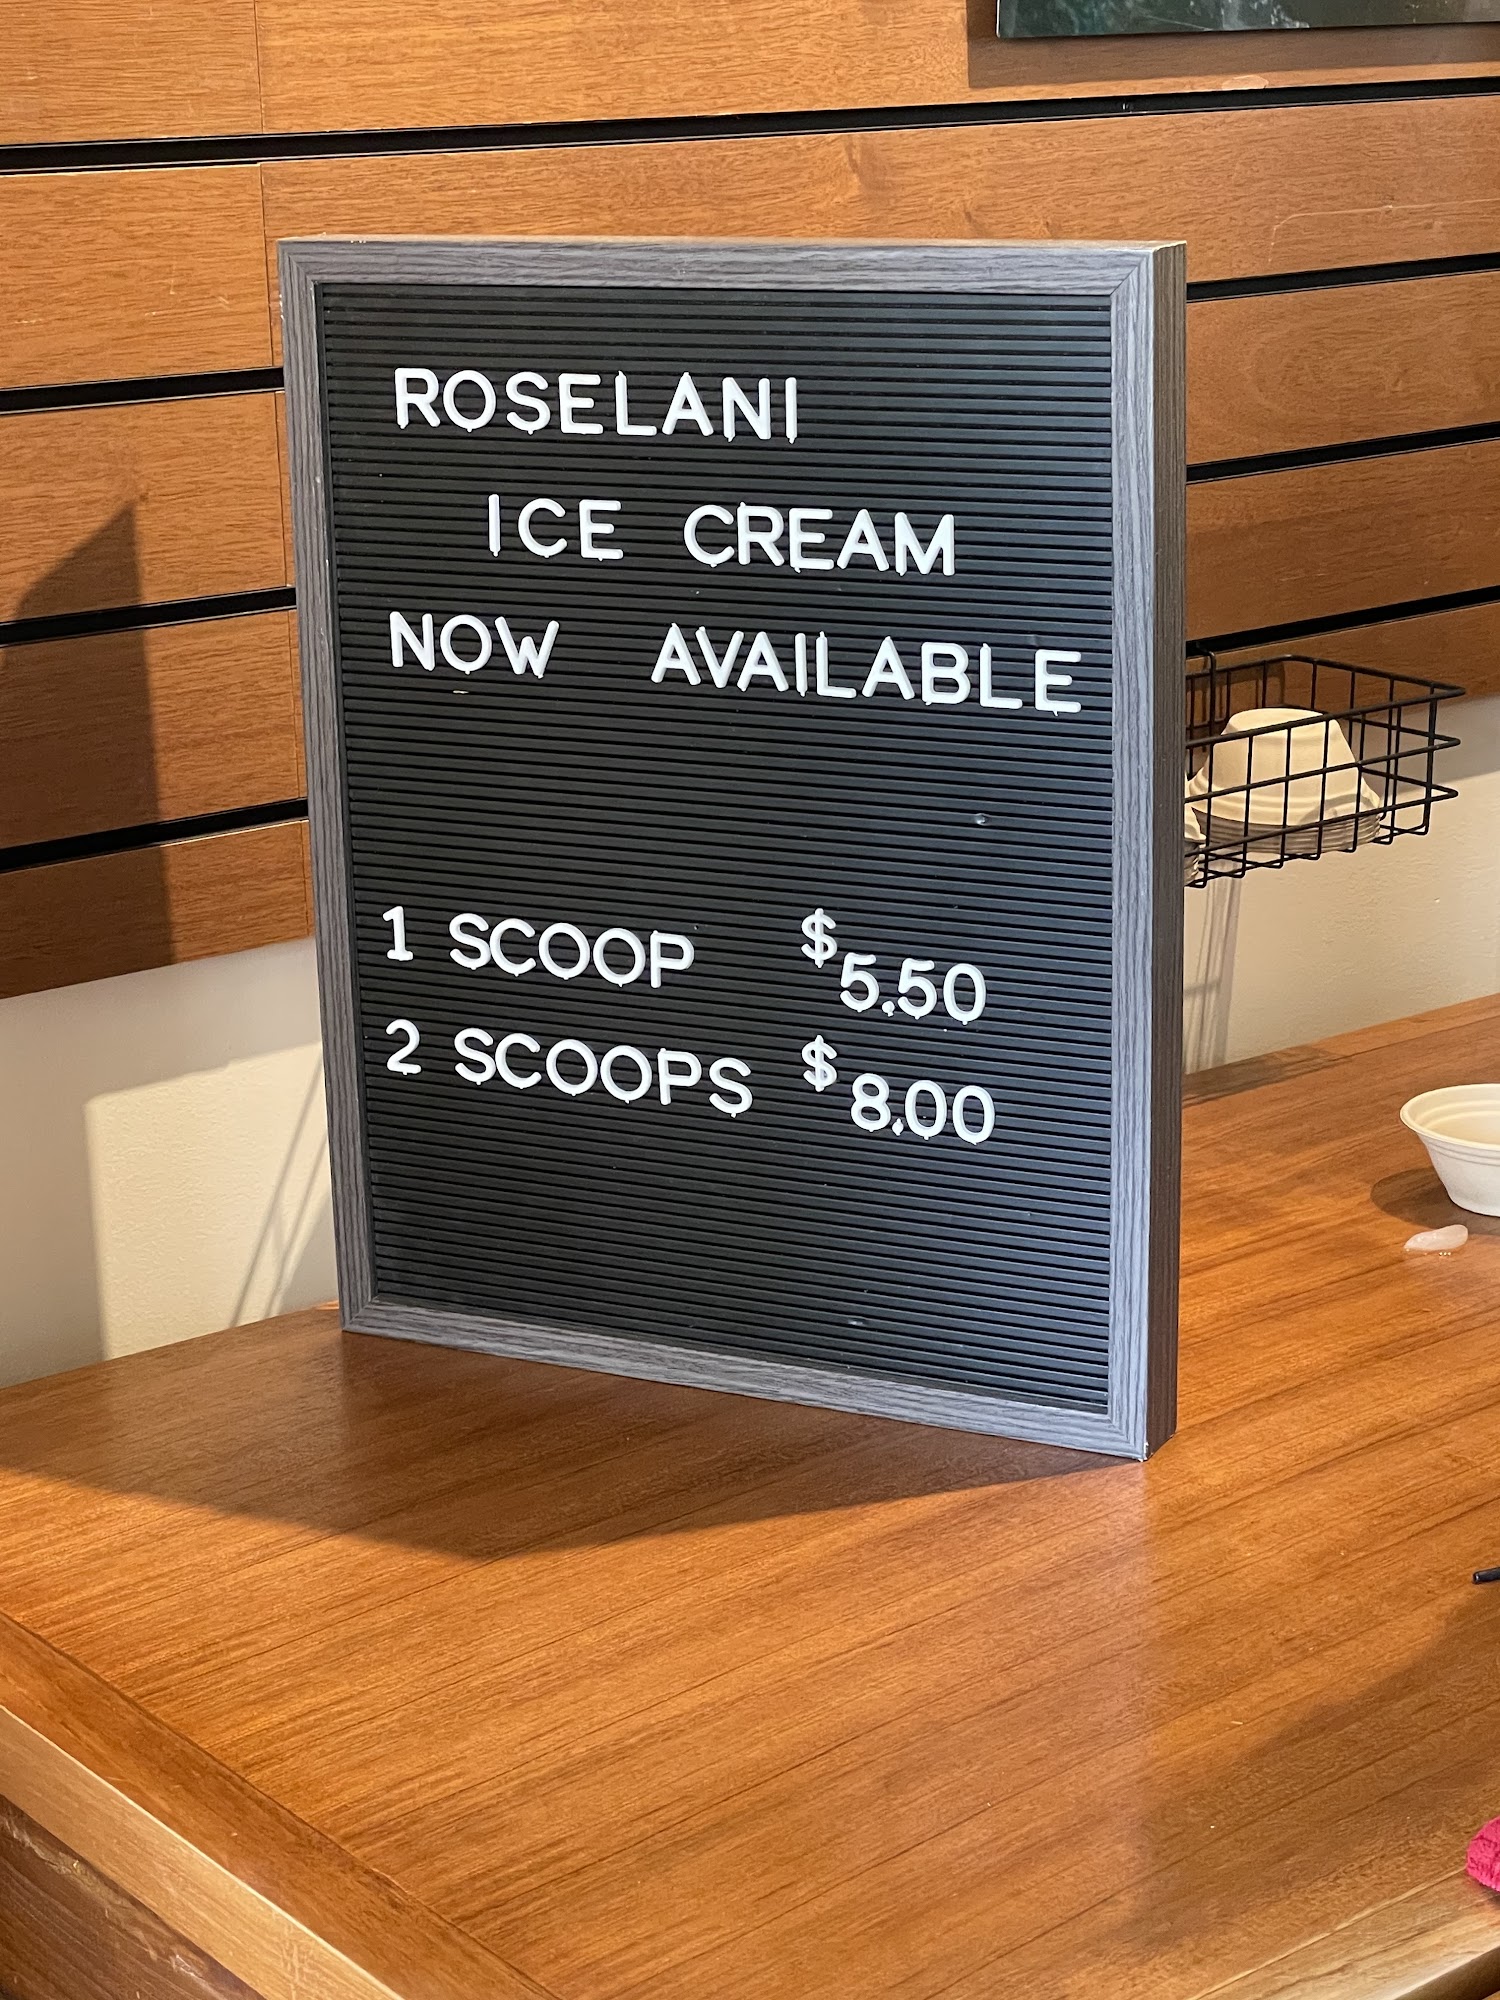 ROSELANI
ICE CREAM
NOW AVAILABLE
1 SCOOP $5.50
2 SCOOPS $8.00